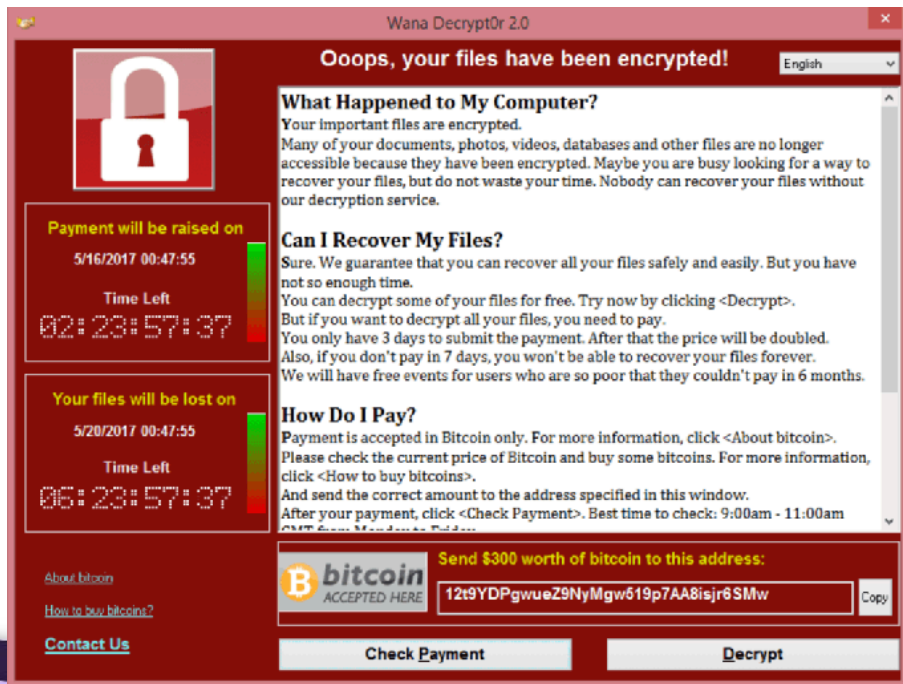 Wana Decrypt0r 2.0
Ooops, your files have been encrypted!
English
What Happened to My Computer?
Your important files are encrypted.
Many of your documents, photos, videos, databases and other files are no longer
accessible because they have been encrypted. Maybe you are busy looking for a way to
recover your files, but do not waste your time. Nobody can recover your files without
our decryption service.
Can I Recover My Files?
Sure. We guarantee that you can recover all your files safely and easily. But you have
not so enough time.
You can decrypt some of your files for free. Try now by clicking <Decrypt>.
But if you want to decrypt all your files, you need to pay.
You only have 3 days to submit the payment. After that the price will be doubled.
Also, if you don't pay in 7 days, you won't be able to recover your files forever.
We will have free events for users who are so poor that they couldn't pay in 6 months.
How Do I Pay?
Payment is accepted in Bitcoin only. For more information, click <About bitcoin>.
Please check the current price of Bitcoin and buy some bitcoins. For more information,
click <How to buy bitcoins>.
And send the correct amount to the address specified in this window.
After your payment, click <Check Payment>. Best time to check: 9:00am - 11:00am
GMT from Monday to Friday
Payment will be raised on
5/16/2017 00:47:55
Time Left
02:23:57:37
Your files will be lost on
5/20/2017 00:47:55
Time Left
06:23:57:37
About bitcoin
How to buy bitcoins?
Contact Us
bitcoin
ACCEPTED HERE
Send $300 worth of bitcoin to this address:
12t9YDPgwueZ9NyMgw519p7AA8isjr6SMw
Copy
Check Payment
Decrypt